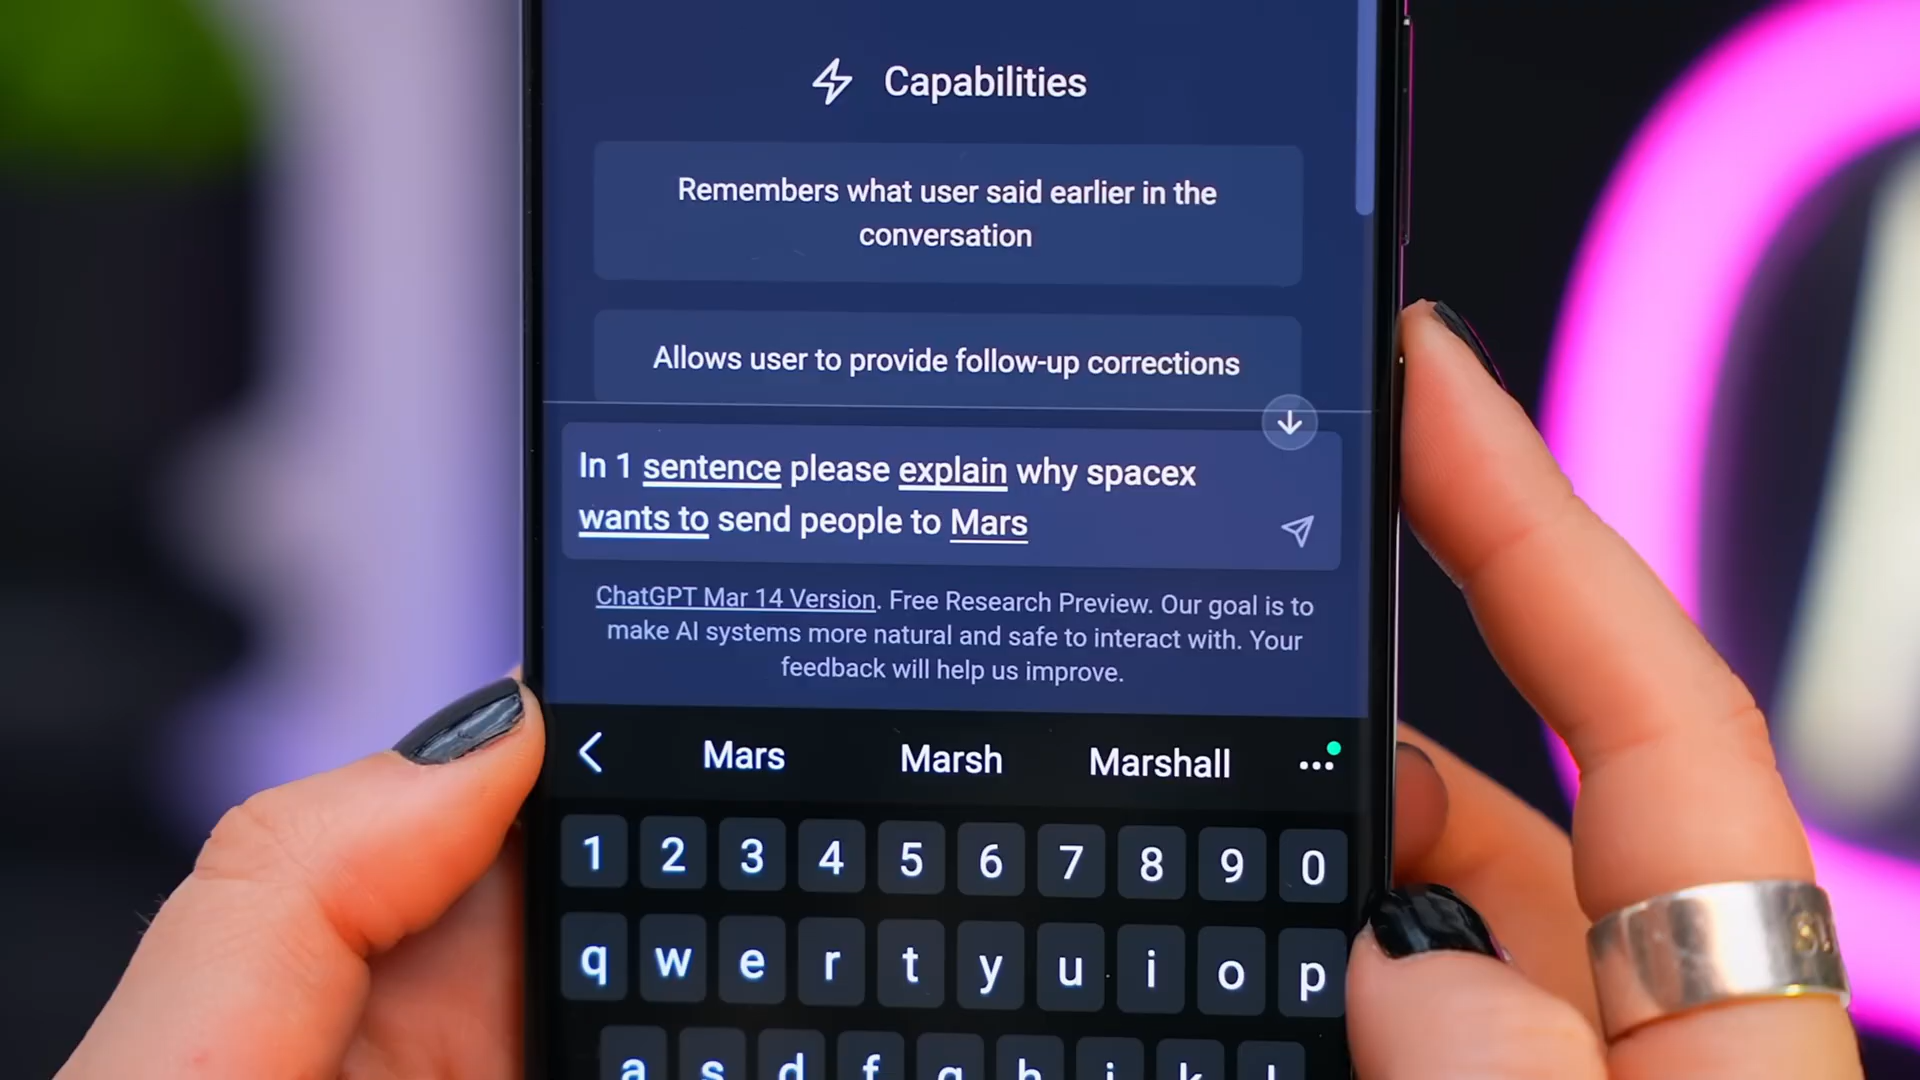 Capabilities
Remembers what user said earlier in the
conversation
Allows user to provide follow-up corrections
In 1 sentence please explain why spacex
wants to send people to Mars
ChatGPT Mar 14 Version. Free Research Preview. Our goal is to
make AI systems more natural and safe to interact with. Your
feedback will help us improve.
Mars Marsh Marshall ...
1 2 3 4 5 6 7 8 9 0
q w e r t y u i o p
a s d f g h j k l